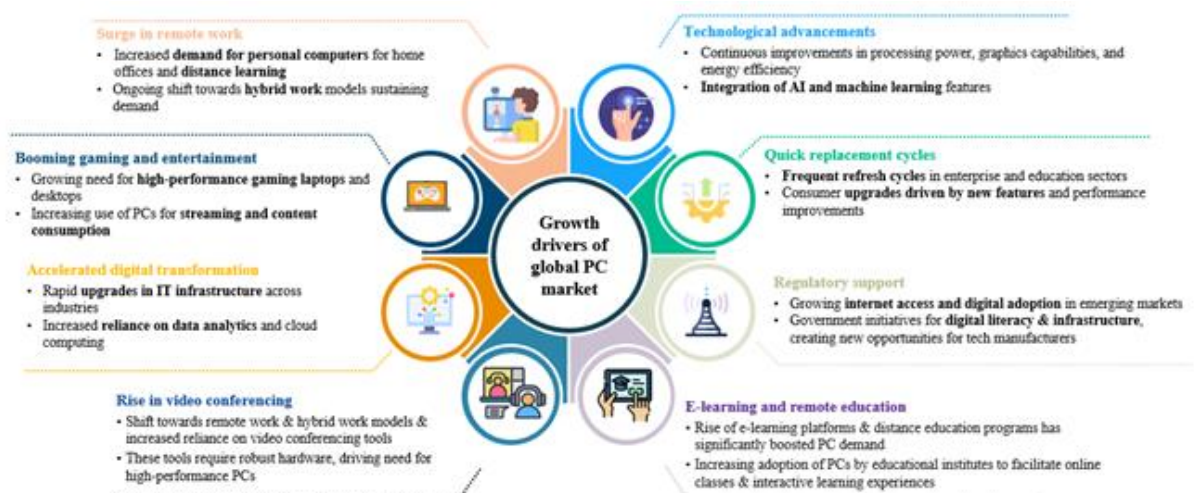 Surge in remote work
• Increased demand for personal computers for home
offices and distance learning
• Ongoing shift towards hybrid work models sustaining
demand
Booming gaming and entertainment
• Growing need for high-performance gaming laptops and
desktops
• Increasing use of PCs for streaming and content
consumption
Accelerated digital transformation
• Rapid upgrades in IT infrastructure across
industries
• Increased reliance on data analytics and cloud
computing
Rise in video conferencing
• Shift towards remote work & hybrid work models &
increased reliance on video conferencing tools
• These tools require robust hardware, driving need for
high-performance PCs
Growth
drivers of
global PC
market
Technological advancements
• Continuous improvements in processing power, graphics capabilities, and
energy efficiency
• Integration of AI and machine learning features
Quick replacement cycles
• Frequent refresh cycles in enterprise and education sectors
• Consumer upgrades driven by new features and performance
improvements
Regulatory support
• Growing internet access and digital adoption in emerging markets
• Government initiatives for digital literacy & infrastructure,
creating new opportunities for tech manufacturers
E-learning and remote education
• Rise of e-learning platforms & distance education programs has
significantly boosted PC demand
• Increasing adoption of PCs by educational institutes to facilitate online
classes & interactive learning experiences